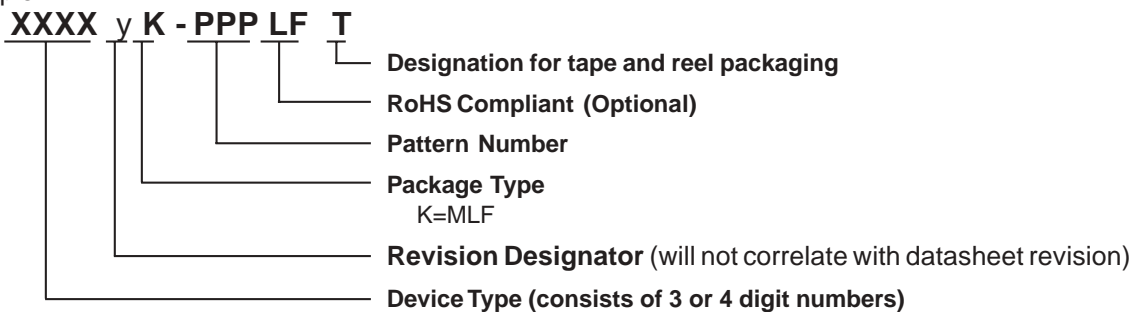 XXXX y K - PPP LF T
Designation for tape and reel packaging
RoHS Compliant (Optional)
Pattern Number
Package Type
K=MLF
Revision Designator (will not correlate with datasheet revision)
Device Type (consists of 3 or 4 digit numbers)